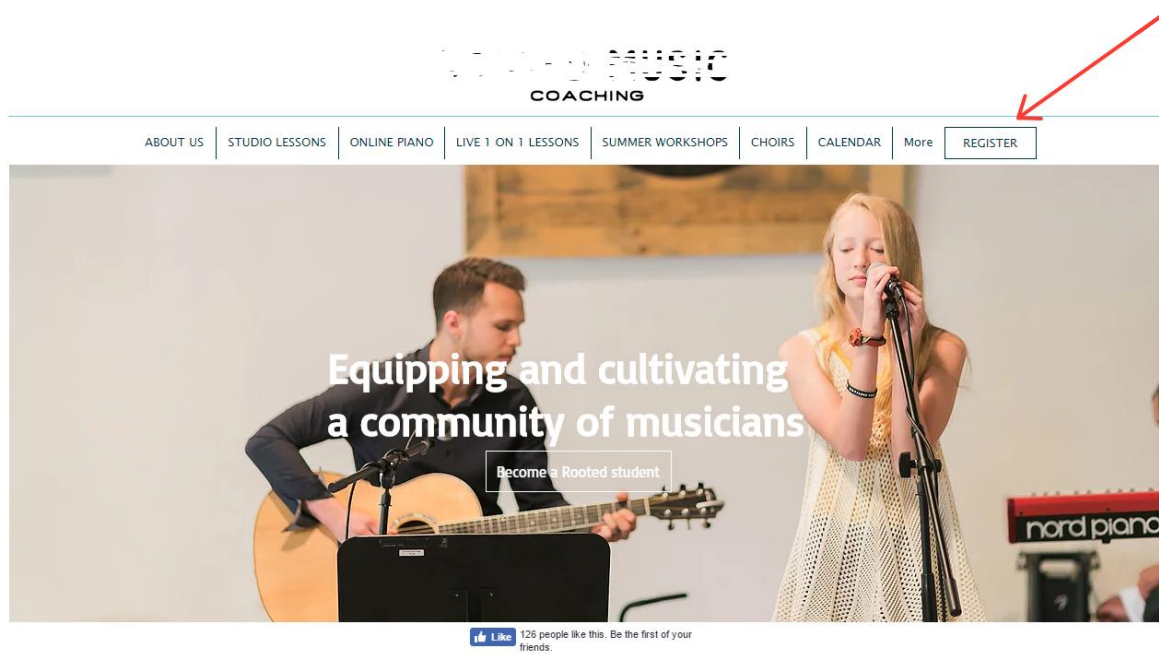 MUSIC
COACHING
ABOUT US STUDIO LESSONS ONLINE PIANO LIVE 1 ON 1 LESSONS SUMMER WORKSHOPS CHOIRS CALENDAR More REGISTER
Equipping and cultivating
a community of musicians
Become a Rooted student
nord piano
Like 126 people like this. Be the first of your
friends.